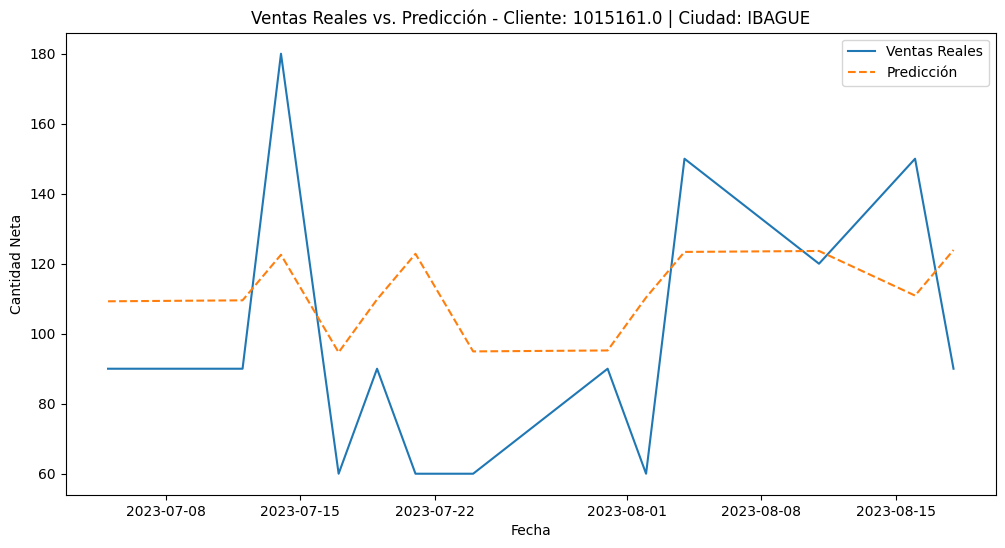 Ventas Reales vs. Predicción - Cliente: 1015161.0 | Ciudad: IBAGUE
Ventas Reales
Predicción
Cantidad Neta
180
160
140
120
100
80
60
2023-07-08
2023-07-15
2023-07-22
2023-08-01
2023-08-08
2023-08-15
Fecha